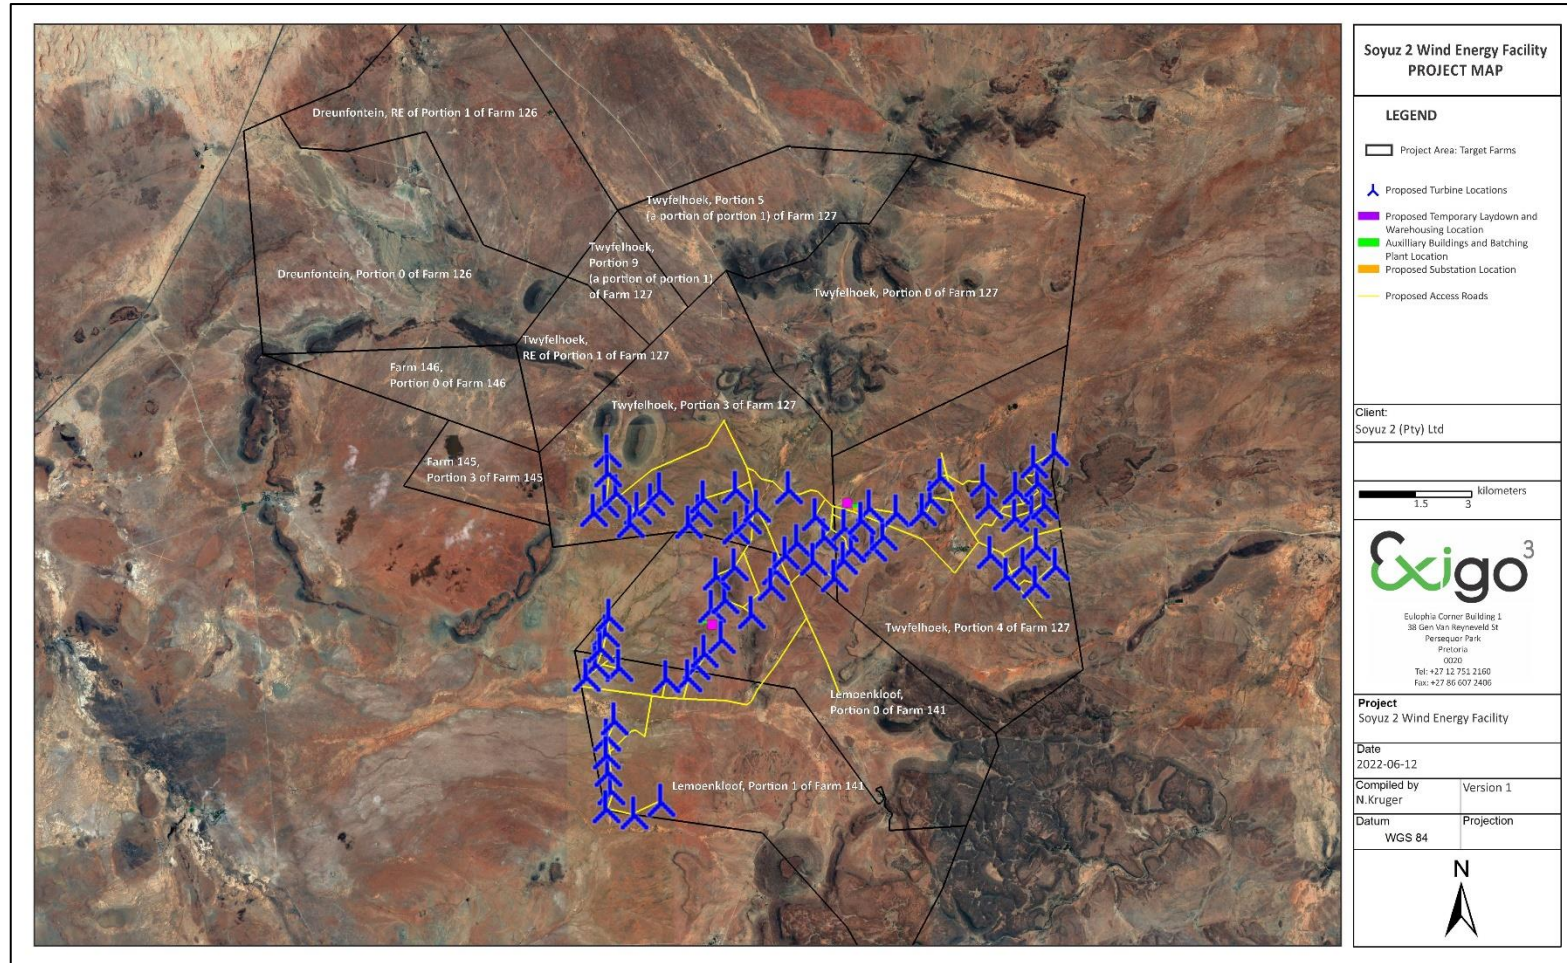 Dreunfontein, RE of Portion 1 of Farm 126
Twyfelhoek, Portion 5
(a portion of portion 1) of Farm 127
Twyfelhoek,
Portion 9
(a portion of portion 1)
of Farm 127
Dreunfontein, Portion 0 of Farm 126
Twyfelhoek, Portion 0 of Farm 127
Twyfelhoek,
RE of Portion 1 of Farm 127
Farm 146,
Portion 0 of Farm 146
Twyfelhoek, Portion 3 of Farm 127
Farm 145,
Portion 3 of Farm 145
Twyfelhoek, Portion 4 of Farm 127
Lemoenkloof,
Portion 0 of Farm 141
Lemoenkloof, Portion 1 of Farm 141
Soyuz 2 Wind Energy Facility
PROJECT MAP
LEGEND
Project Area: Target Farms
Proposed Turbine Locations
Proposed Temporary Laydown and
Warehousing Location
Auxilliary Buildings and Batching
Plant Location
Proposed Substation Location
Proposed Access Roads
Client:
Soyuz 2 (Pty) Ltd
kilometers
1.5 3
Exigo 3
Eulophia Corner Building 1
38 Gen Van Reyneveld St
Persequor Park
Pretoria
0020
Tel: +27 12 751 2160
Fax: +27 86 607 2406
Project
Soyuz 2 Wind Energy Facility
Date
2022-06-12
Compiled by
N.Kruger
Version 1
Datum
WGS 84
Projection
N